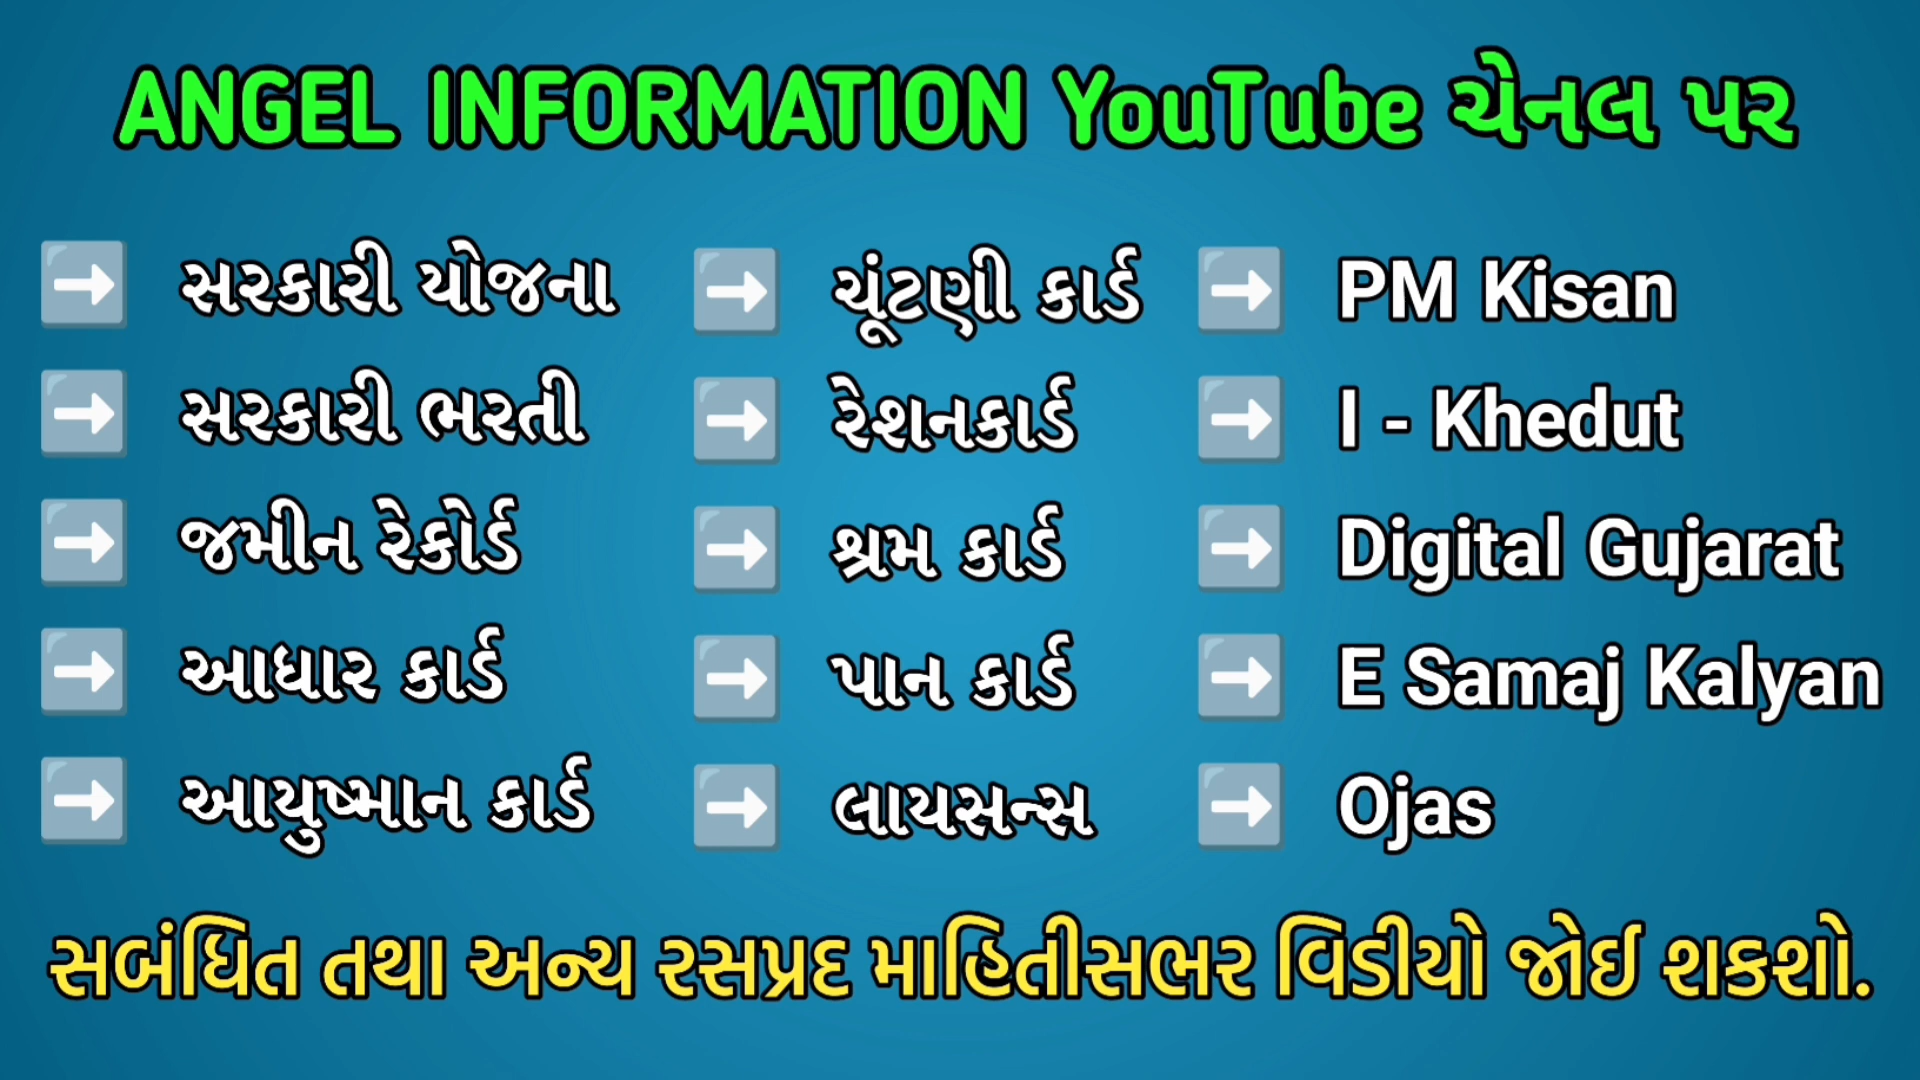 ANGEL INFORMATION YouTube ચેનલ પર
સરકારી યોજના
સરકારી ભરતી
જમીન રેકોર્ડ
આધાર કાર્ડ
આયુષ્માન કાર્ડ
ચૂંટણી કાર્ડ
રેશનકાર્ડ
શ્રમ કાર્ડ
પાન કાર્ડ
લાયસન્સ
PM Kisan
I - Khedut
Digital Gujarat
E Samaj Kalyan
Ojas
સબંધિત તથા અન્ય રસપ્રદ માહિતીસભર વિડીયો જોઈ શકશો.